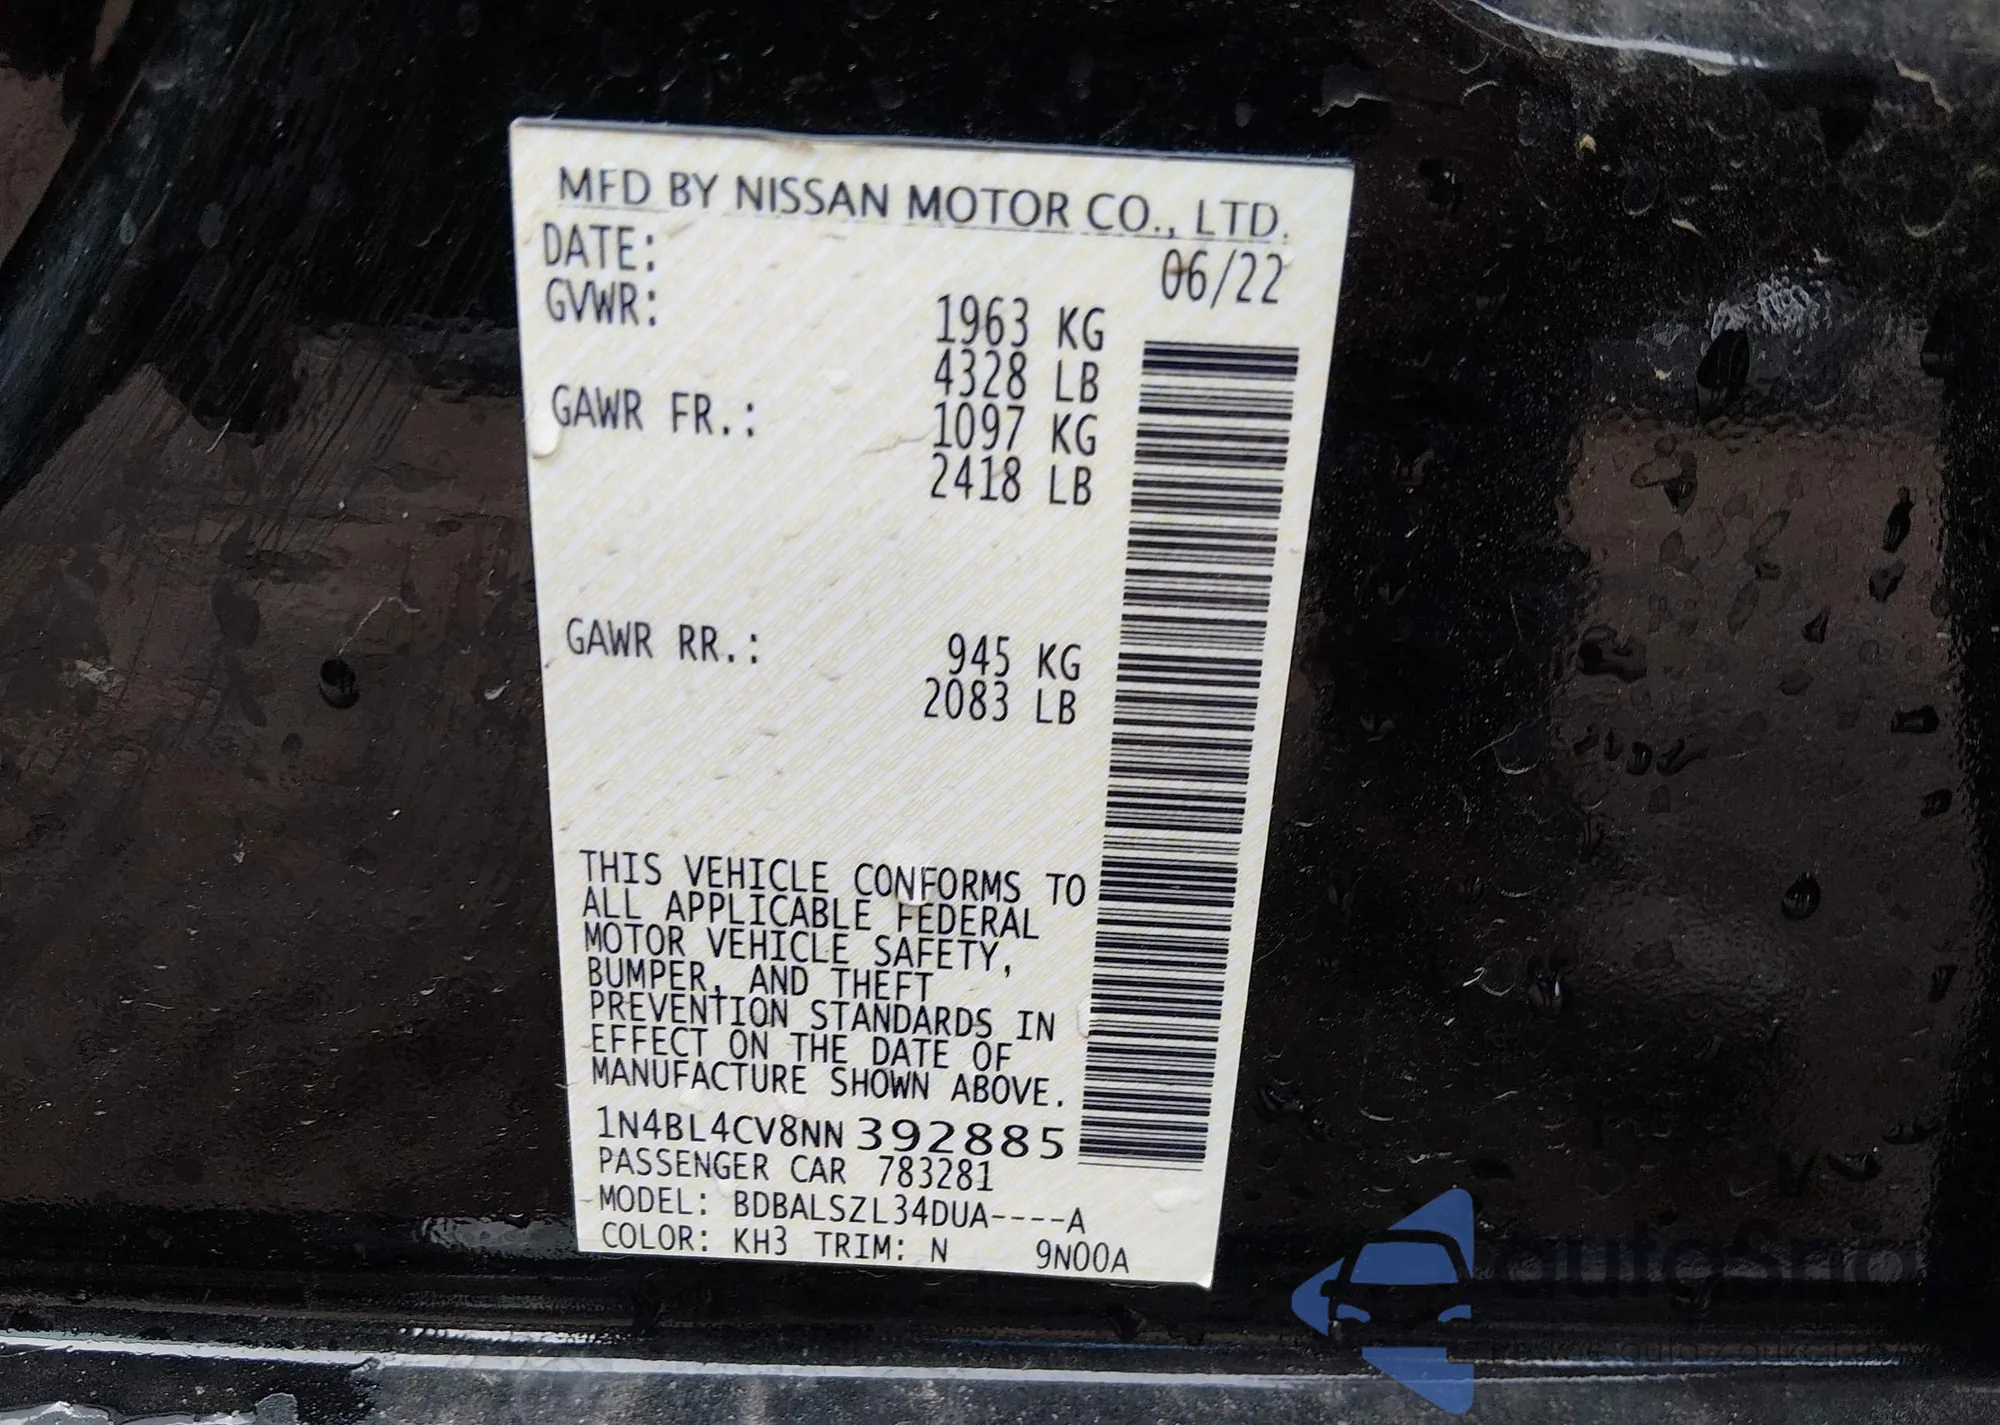 MFD BY NISSAN MOTOR CO., LTD.
DATE: 06/22
GVWR: 1963 KG
4328 LB
GAWR FR.: 1097 KG
2418 LB
GAWR RR.: 945 KG
2083 LB
THIS VEHICLE CONFORMS TO
ALL APPLICABLE FEDERAL
MOTOR VEHICLE SAFETY,
BUMPER, AND THEFT
PREVENTION STANDARDS IN
EFFECT ON THE DATE OF
MANUFACTURE SHOWN ABOVE.
1N4BL4CV8NN392885
PASSENGER CAR 783281
MODEL: BDBALSZL34DUA----A
COLOR: KH3 TRIM: N 9N00A